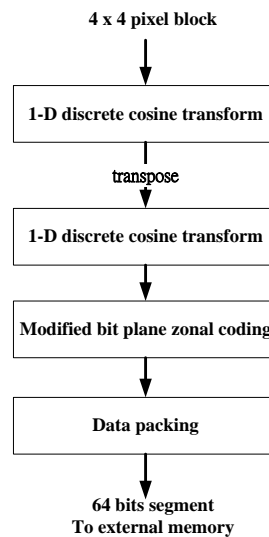 4 x 4 pixel block
1-D discrete cosine transform
transpose
1-D discrete cosine transform
Modified bit plane zonal coding
Data packing
64 bits segment
To external memory